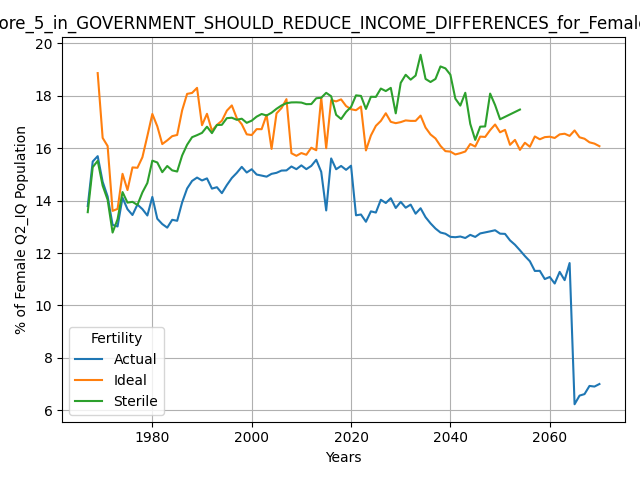 ore_5_in_GOVERNMENT_SHOULD_REDUCE_INCOME_DIFFERENCES_for_Female
20
18
16
14
12
10
8
6
% of Female Q2_IQ Population
Fertility
Actual
Ideal
Sterile
1980
2000
2020
2040
2060
Years